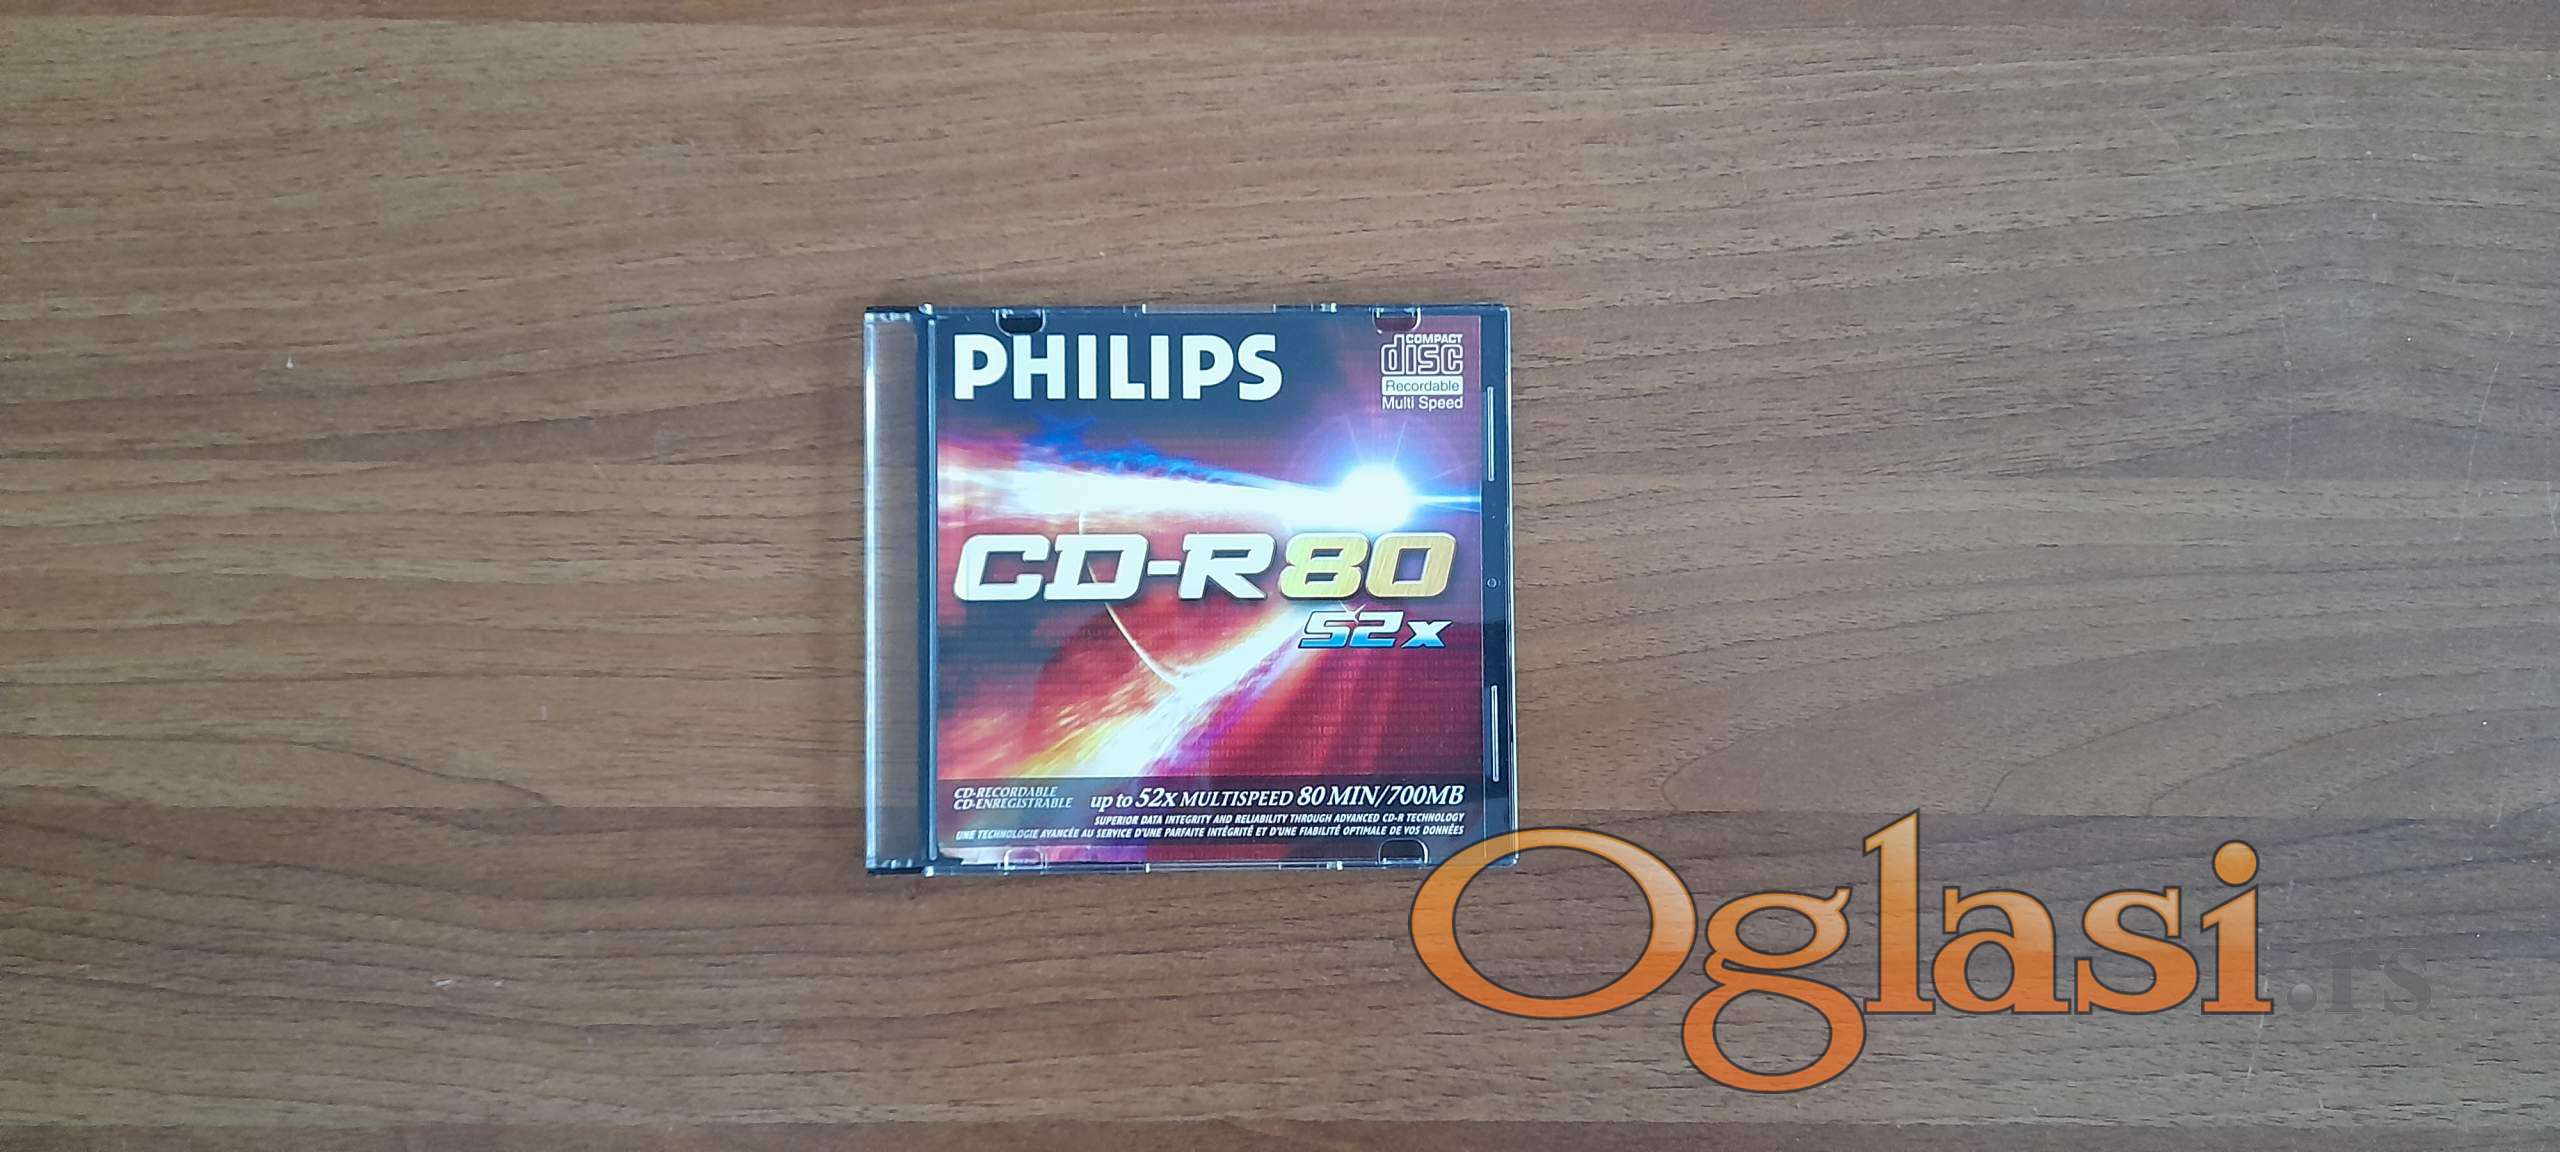 PHILIPS
COMPACT
disc
Recordable
Multi Speed
CD-R80
52x
CD-RECORDABLE
CD-ENREGISTRABLE
up to 52x MULTISPEED 80 MIN/700MB
SUPERIOR DATA INTEGRITY AND RELIABILITY THROUGH ADVANCED CD-R TECHNOLOGY
UNE TECHNOLOGIE AVANCÉE AU SERVICE D'UNE PARFAITE INTÉGRITÉ ET D'UNE FIABILITÉ OPTIMALE DE VOS DONNÉES
Oglasi.rs